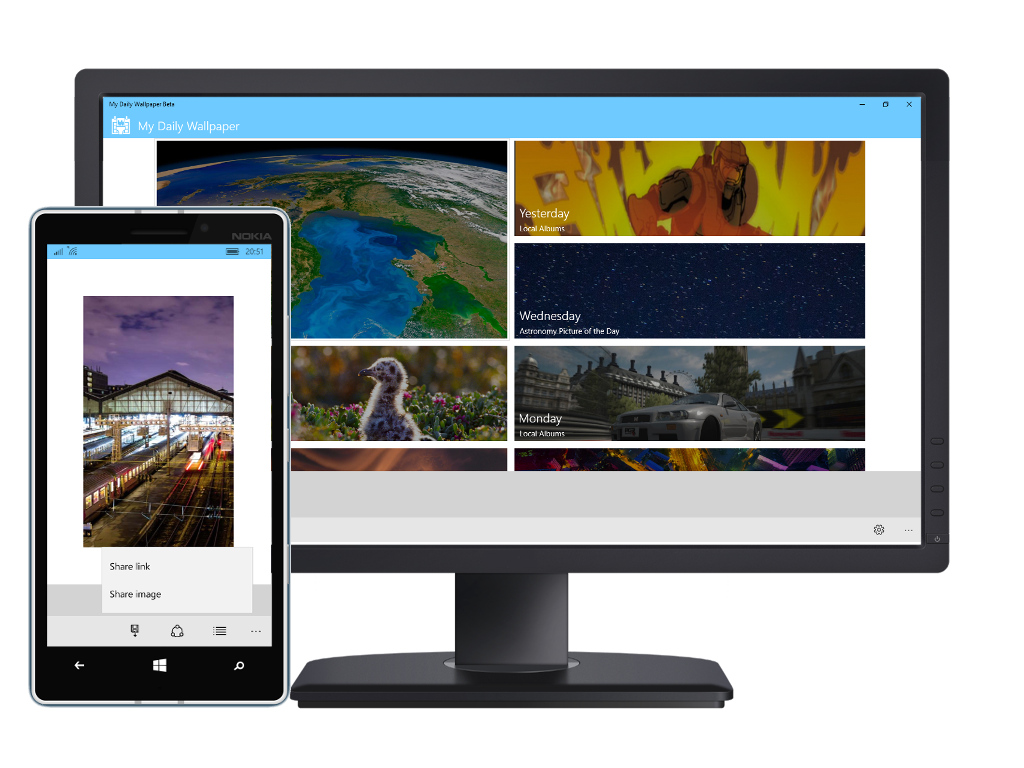 My Daily Wallpaper Beta
My Daily Wallpaper
Yesterday
Local Albums
Wednesday
Astronomy Picture of the Day
Monday
Local Albums
NOKIA
20:51
Share link
Share image